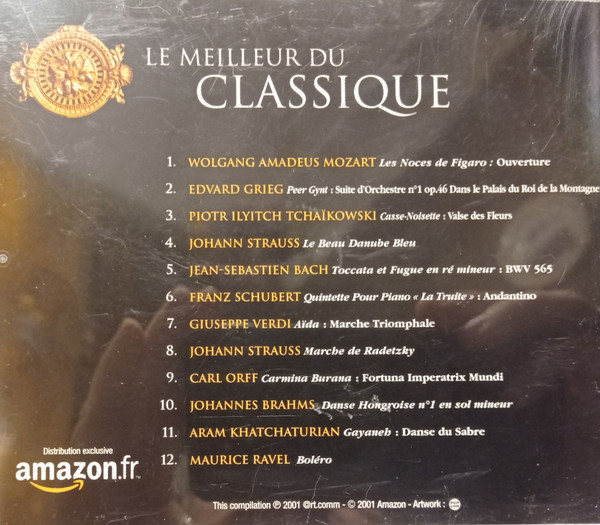 LE MEILLEUR DU
CLASSIQUE
1. WOLGANG AMADEUS MOZART Les Noces de Figaro : Ouverture
2. EDVARD GRIEG Peer Gynt : Suite d'Orchestre n°1 op.46 Dans le Palais du Roi de la Montagne
3. PIOTR ILYITCH TCHAÏKOWSKI Casse-Noisette : Valse des Fleurs
4. JOHANN STRAUSS Le Beau Danube Bleu
5. JEAN-SEBASTIEN BACH Toccata et Fugue en ré mineur : BWV 565
6. FRANZ SCHUBERT Quintette Pour Piano « La Truite » : Andantino
7. GIUSEPPE VERDI Aïda : Marche Triomphale
8. JOHANN STRAUSS Marche de Radetzky
9. CARL ORFF Carmina Burana : Fortuna Imperatrix Mundi
10. JOHANNES BRAHMS Danse Hongroise n°1 en sol mineur
11. ARAM KHATCHATURIAN Gayaneh : Danse du Sabre
12. MAURICE RAVEL Boléro
Distribution exclusive
amazon.fr
This compilation ℗ 2001 @rt.comm - © 2001 Amazon - Artwork :